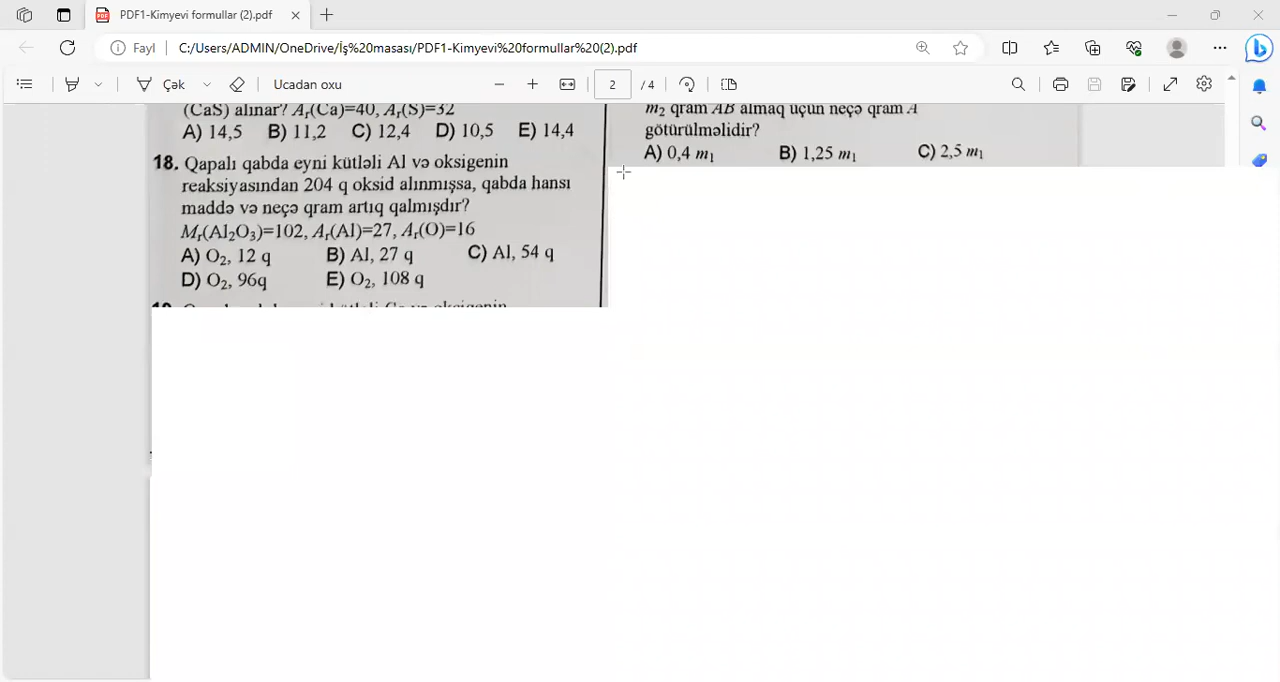 PDF1-Kimyevi formullar (2).pdf
Fayl C:/Users/ADMIN/OneDrive/İş%20masası/PDF1-Kimyevi%20formullar%20(2).pdf
Çək Ucadan oxu 2 / 4
(CaS) alınar? Aᵣ(Ca)=40, Aᵣ(S)=32
A) 14,5 B) 11,2 C) 12,4 D) 10,5 E) 14,4
18. Qapalı qabda eyni kütləli Al və oksigenin
reaksiyasından 204 q oksid alınmışsa, qabda hansı
maddə və neçə qram artıq qalmışdır?
Mᵣ(Al₂O₃)=102, Aᵣ(Al)=27, Aᵣ(O)=16
A) O₂, 12 q B) Al, 27 q C) Al, 54 q
D) O₂, 96q E) O₂, 108 q
m₂ qram AB almaq üçün neçə qram A
götürülməlidir?
A) 0,4 m₁ B) 1,25 m₁ C) 2,5 m₁